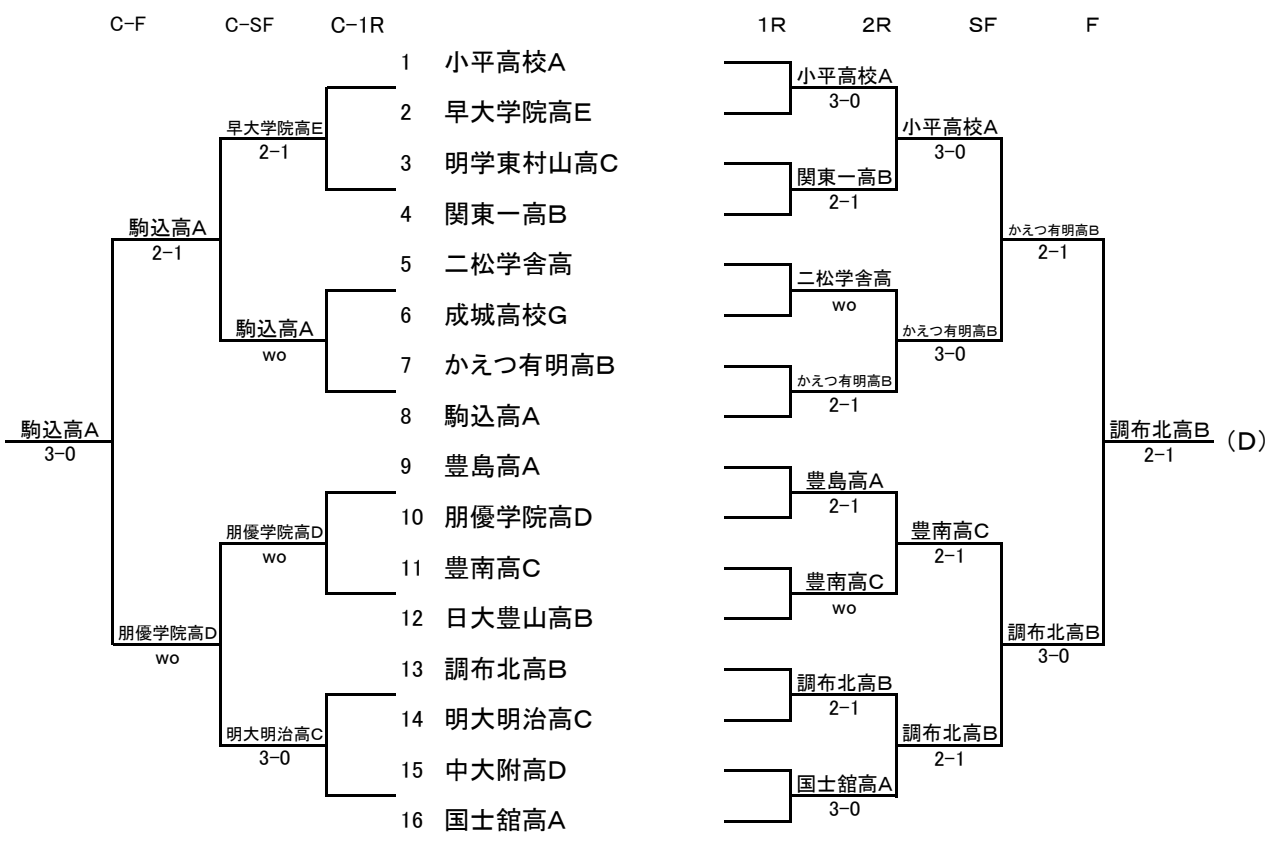 C-F C-SF C-1R 1R 2R SF F
1 小平高校A
小平高校A
3-0
2 早大学院高E
早大学院高E
2-1
小平高校A
3-0
3 明学東村山高C
関東一高B
2-1
4 関東一高B
駒込高A
2-1
かえつ有明高B
2-1
5 二松学舎高
二松学舎高
wo
6 成城高校G
駒込高A
wo
かえつ有明高B
3-0
7 かえつ有明高B
かえつ有明高B
2-1
8 駒込高A
駒込高A
3-0
調布北高B
2-1
(D)
9 豊島高A
豊島高A
2-1
10 朋優学院高D
朋優学院高D
wo
豊南高C
2-1
11 豊南高C
豊南高C
wo
12 日大豊山高B
朋優学院高D
wo
調布北高B
3-0
13 調布北高B
調布北高B
2-1
14 明大明治高C
明大明治高C
3-0
調布北高B
2-1
15 中大附高D
国士舘高A
3-0
16 国士舘高A